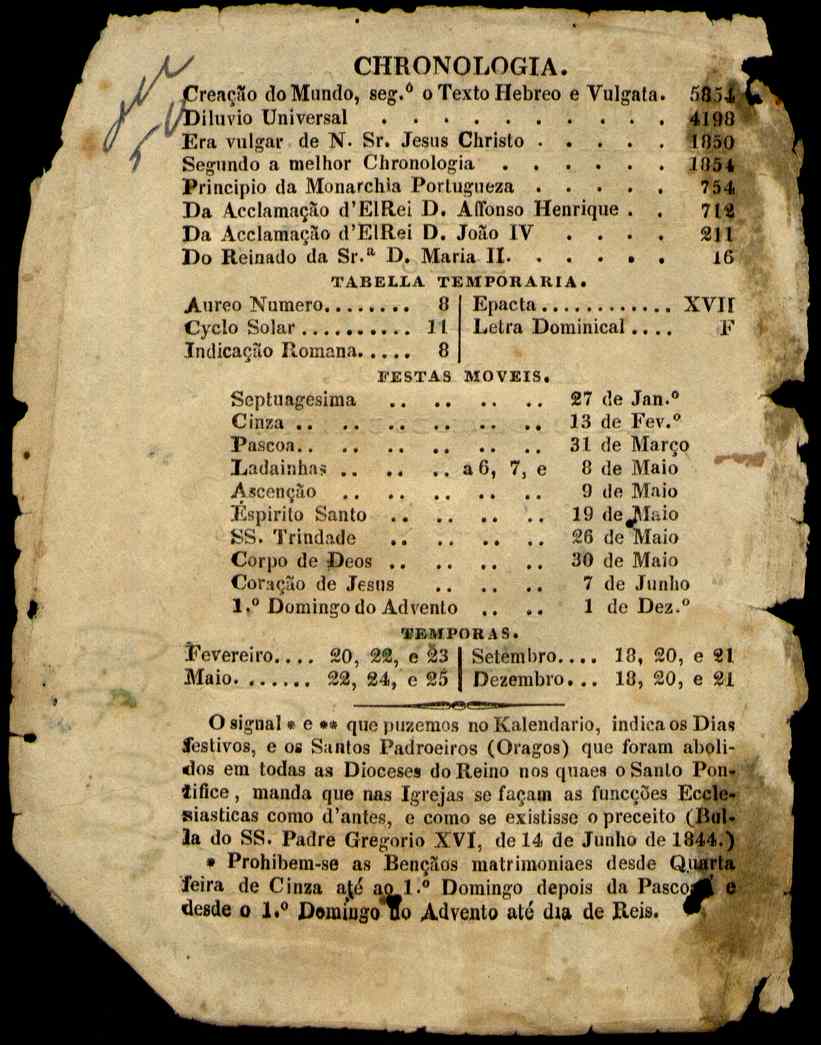 CHRONOLOGIA.
Creação do Mundo, seg.º o Texto Hebreo e Vulgata. 5854
Diluvio Universal . . . . . . . . . . 4198
Era vulgar de N. Sr. Jesus Christo . . . . . 1850
Segundo a melhor Chronologia . . . . . . 1854
Principio da Monarchia Portugueza . . . . . 754
Da Acclamação d'ElRei D. Affonso Henrique . . 712
Da Acclamação d'ElRei D. João IV . . . . 211
Do Reinado da Sr.ª D. Maria II. . . . . . . 16
TABELLA TEMPORARIA.
Aureo Numero........ 8 | Epacta............ XVII
Cyclo Solar.......... 11 | Letra Dominical.... F
Indicação Romana..... 8
FESTAS MOVEIS.
Septuagesima .. .. .. .. 27 de Jan.º
Cinza .. .. .. .. .. .. 13 de Fev.º
Pascoa.. .. .. .. .. .. 31 de Março
Ladainhas .. .. .. a 6, 7, e 8 de Maio
Ascenção .. .. .. .. .. 9 de Maio
Éspirito Santo .. .. .. .. 19 de Maio
SS. Trindade .. .. .. .. 26 de Maio
Corpo de Deos .. .. .. .. 30 de Maio
Coração de Jesus .. .. .. 7 de Junho
1.º Domingo do Advento .. .. 1 de Dez.º
TEMPORAS.
Fevereiro.... 20, 22, e 23 | Setembro.... 18, 20, e 21
Maio....... 22, 24, e 25 | Dezembro... 18, 20, e 21
O signal * e ** que puzemos no Kalendario, indica os Dias
festivos, e os Santos Padroeiros (Oragos) que foram aboli-
dos em todas as Dioceses do Reino nos quaes o Santo Pon-
tifice, manda que nas Igrejas se façam as funcções Eccle-
siasticas como d'antes, e como se existisse o preceito (Bul-
la do SS. Padre Gregorio XVI, de 14 de Junho de 1844.)
* Prohibem-se as Bençãos matrimoniaes desde Quarta
feira de Cinza até ao 1.º Domingo depois da Pascoa e
desde o 1.º Domingo do Advento até dia de Reis.